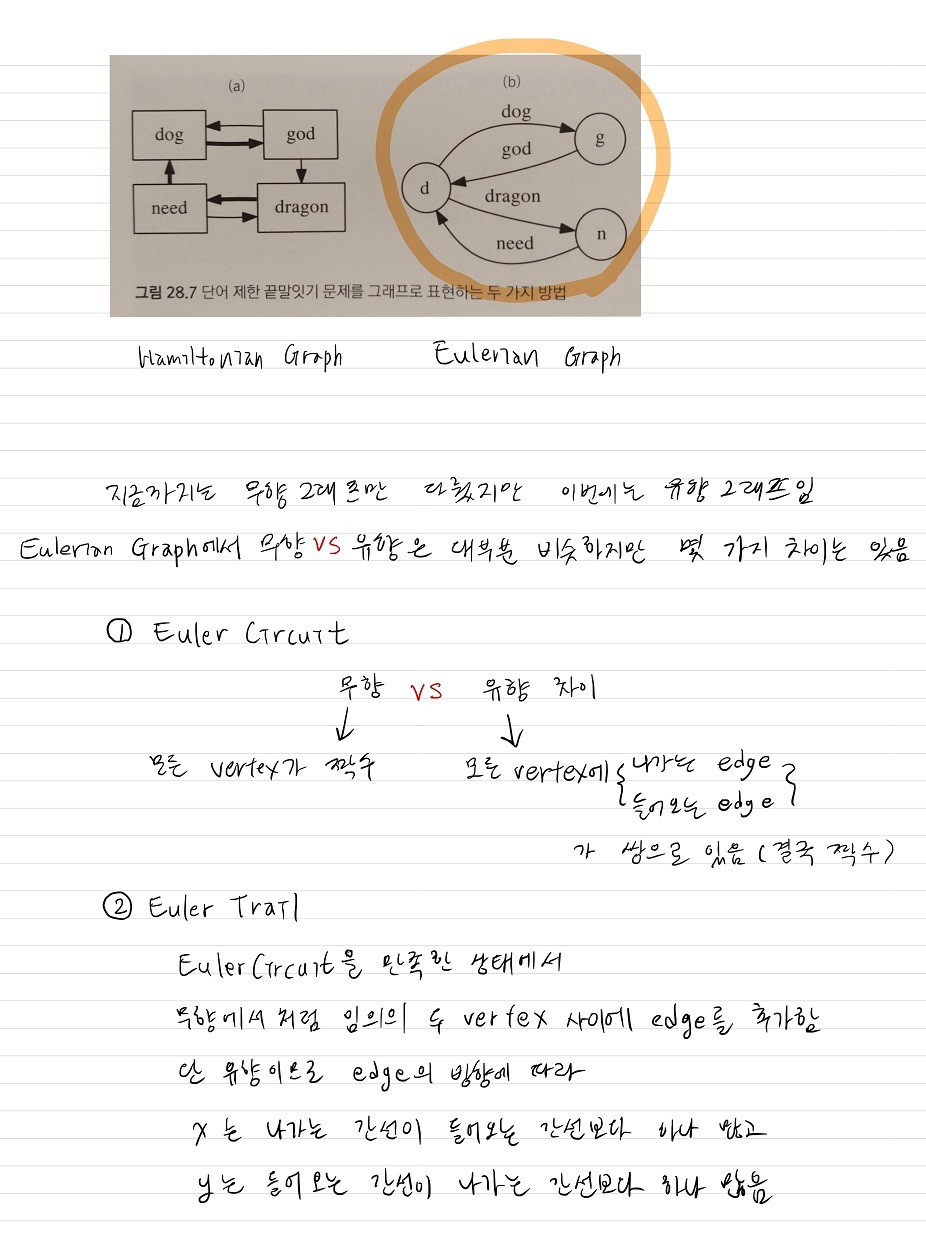 (a)
(b)
dog
god
need
dragon
dog
god
dragon
need
d
g
n
그림 28.7 단어 제한 끝말잇기 문제를 그래프로 표현하는 두 가지 방법
Hamiltonian Graph
Eulerian Graph
지금까지는 무향 그래프만 다뤘지만 이번에는 유향 그래프임
Eulerian Graph에서 무향 VS 유향은 대부분 비슷하지만 몇 가지 차이는 있음
① Euler Circuit
무향 VS 유향 차이
모든 vertex가 짝수
모든 vertex에 { 나가는 edge
들어오는 edge }
가 쌍으로 있음 (결국 짝수)
② Euler Trail
Euler Circuit을 만족한 상태에서
무향에서 처럼 임의의 두 vertex 사이에 edge를 추가함
단 유향이므로 edge의 방향에 따라
x는 나가는 간선이 들어오는 간선보다 하나 많고
y는 들어오는 간선이 나가는 간선보다 하나 많음